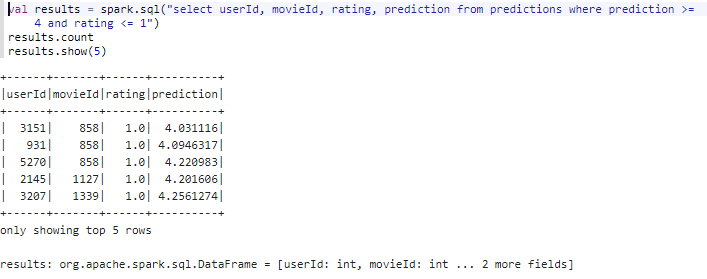 val results = spark.sql("select userId, movieId, rating, prediction from predictions where prediction >=
    4 and rating <= 1")
results.count
results.show(5)
+------+-------+------+----------+
|userId|movieId|rating|prediction|
+------+-------+------+----------+
|  3151|    858|   1.0|  4.031116|
|   931|    858|   1.0| 4.0946317|
|  5270|    858|   1.0|  4.220983|
|  2145|   1127|   1.0|  4.201606|
|  3207|   1339|   1.0| 4.2561274|
+------+-------+------+----------+
only showing top 5 rows
results: org.apache.spark.sql.DataFrame = [userId: int, movieId: int ... 2 more fields]